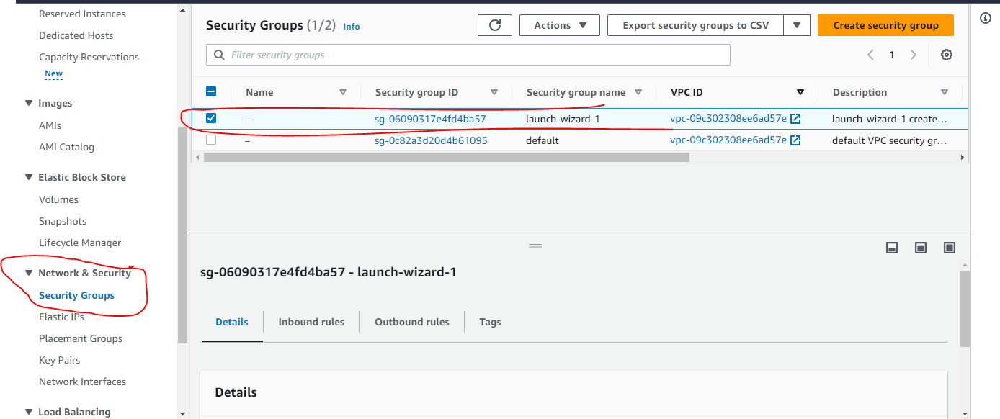 Reserved Instances
Dedicated Hosts
Capacity Reservations
New
Images
AMIs
AMI Catalog
Elastic Block Store
Volumes
Snapshots
Lifecycle Manager
Network & Security
Security Groups
Elastic IPs
Placement Groups
Key Pairs
Network Interfaces
Load Balancing
Security Groups (1/2) Info
Actions
Export security groups to CSV
Create security group
Filter security groups
1
Name Security group ID Security group name VPC ID Description
– sg-06090317e4fd4ba57 launch-wizard-1 vpc-09c302308ee6ad57e launch-wizard-1 create...
– sg-0c82a3d20d4b61095 default vpc-09c302308ee6ad57e default VPC security gr...
sg-06090317e4fd4ba57 - launch-wizard-1
Details Inbound rules Outbound rules Tags
Details